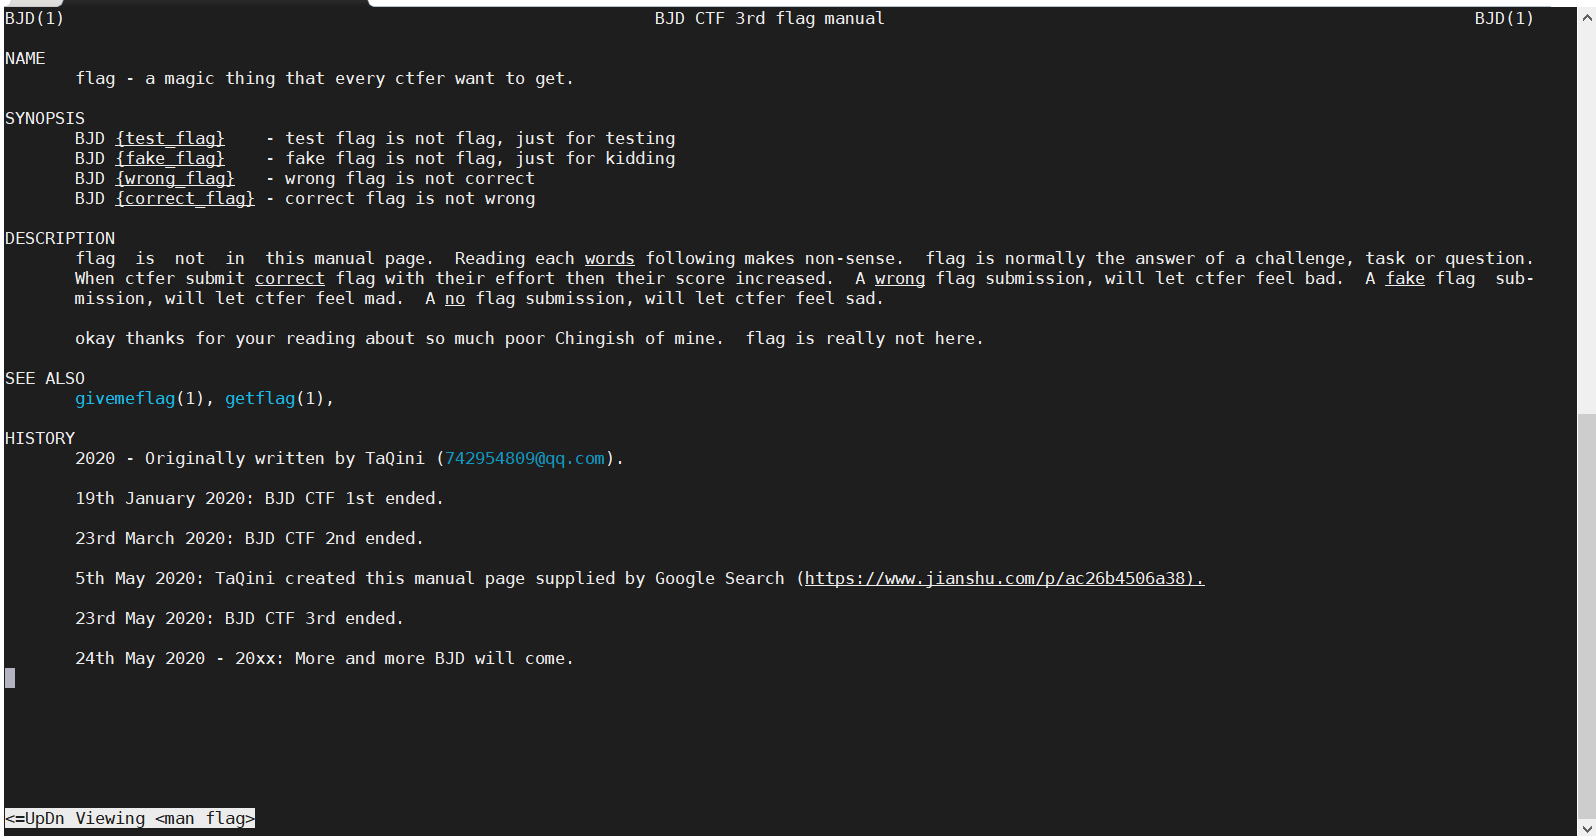 BJD(1) BJD CTF 3rd flag manual BJD(1)
NAME
flag - a magic thing that every ctfer want to get.
SYNOPSIS
BJD {test_flag} - test flag is not flag, just for testing
BJD {fake_flag} - fake flag is not flag, just for kidding
BJD {wrong_flag} - wrong flag is not correct
BJD {correct_flag} - correct flag is not wrong
DESCRIPTION
flag is not in this manual page. Reading each words following makes non-sense. flag is normally the answer of a challenge, task or question.
When ctfer submit correct flag with their effort then their score increased. A wrong flag submission, will let ctfer feel bad. A fake flag sub-
mission, will let ctfer feel mad. A no flag submission, will let ctfer feel sad.
okay thanks for your reading about so much poor Chingish of mine. flag is really not here.
SEE ALSO
givemeflag(1), getflag(1),
HISTORY
2020 - Originally written by TaQini (742954809@qq.com).
19th January 2020: BJD CTF 1st ended.
23rd March 2020: BJD CTF 2nd ended.
5th May 2020: TaQini created this manual page supplied by Google Search (https://www.jianshu.com/p/ac26b4506a38).
23rd May 2020: BJD CTF 3rd ended.
24th May 2020 - 20xx: More and more BJD will come.
<=UpDn Viewing <man flag>